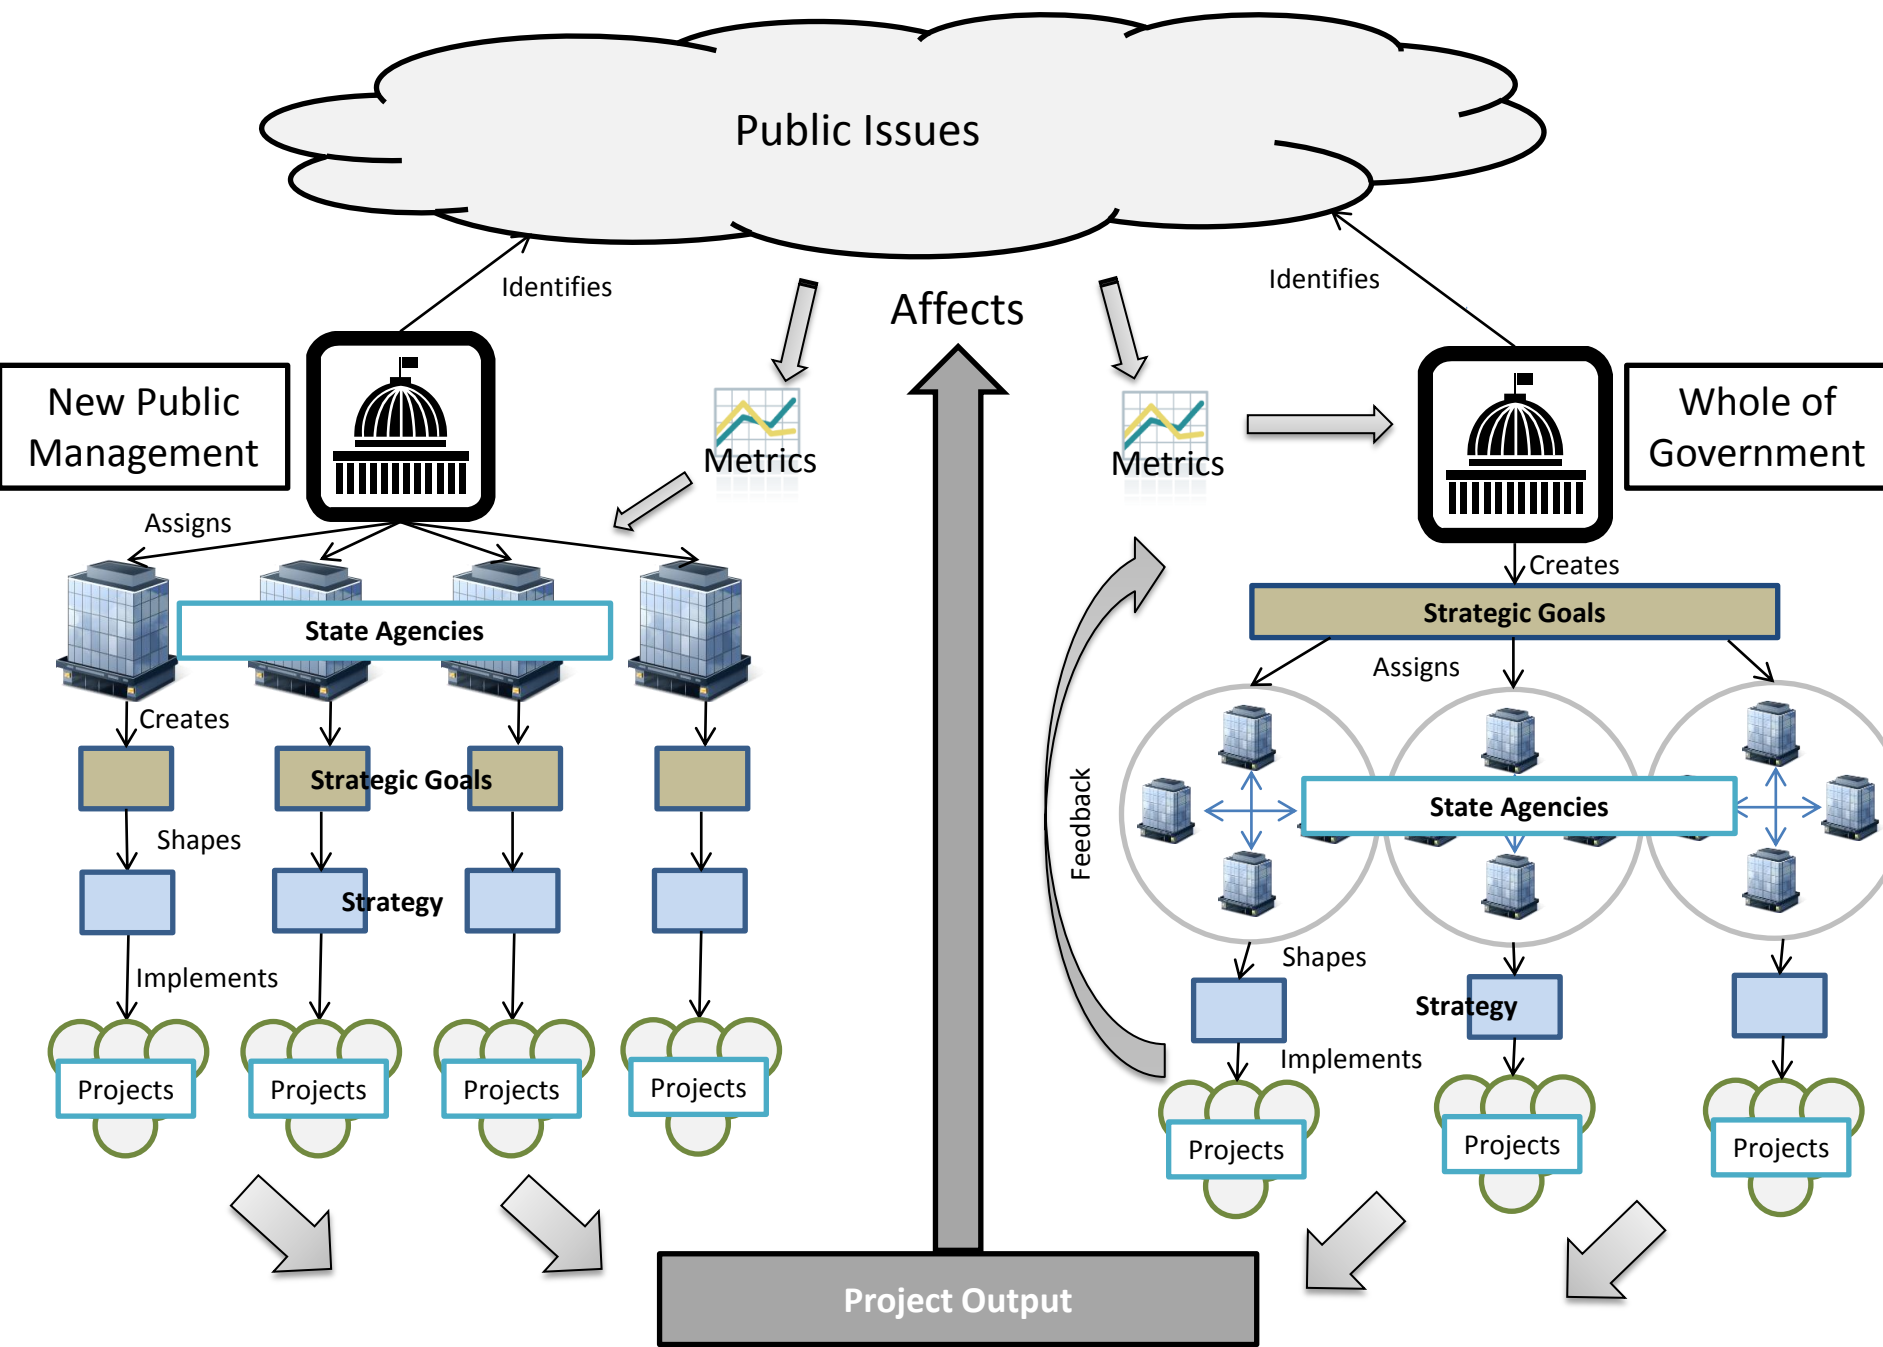 Public Issues
Identifies
Affects
Identifies
New Public
Management
Metrics
Metrics
Whole of
Government
Assigns
State Agencies
Creates
Strategic Goals
Shapes
Strategy
Implements
Projects
Projects
Projects
Projects
Creates
Strategic Goals
Assigns
State Agencies
Feedback
Shapes
Strategy
Implements
Projects
Projects
Projects
Project Output